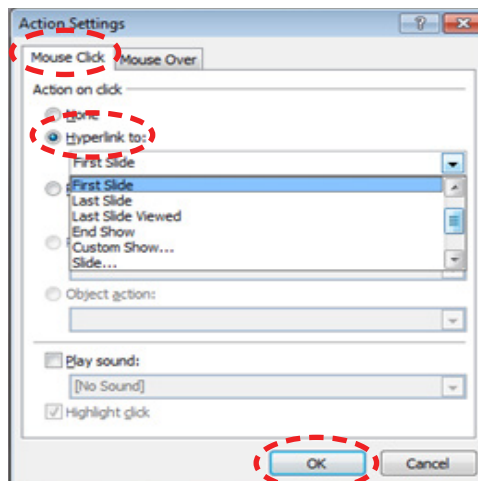 Action Settings
Mouse Click Mouse Over
Action on click
None
Hyperlink to:
First Slide
First Slide
Last Slide
Last Slide Viewed
End Show
Custom Show...
Slide...
Object action:
Play sound:
[No Sound]
Highlight click
OK Cancel